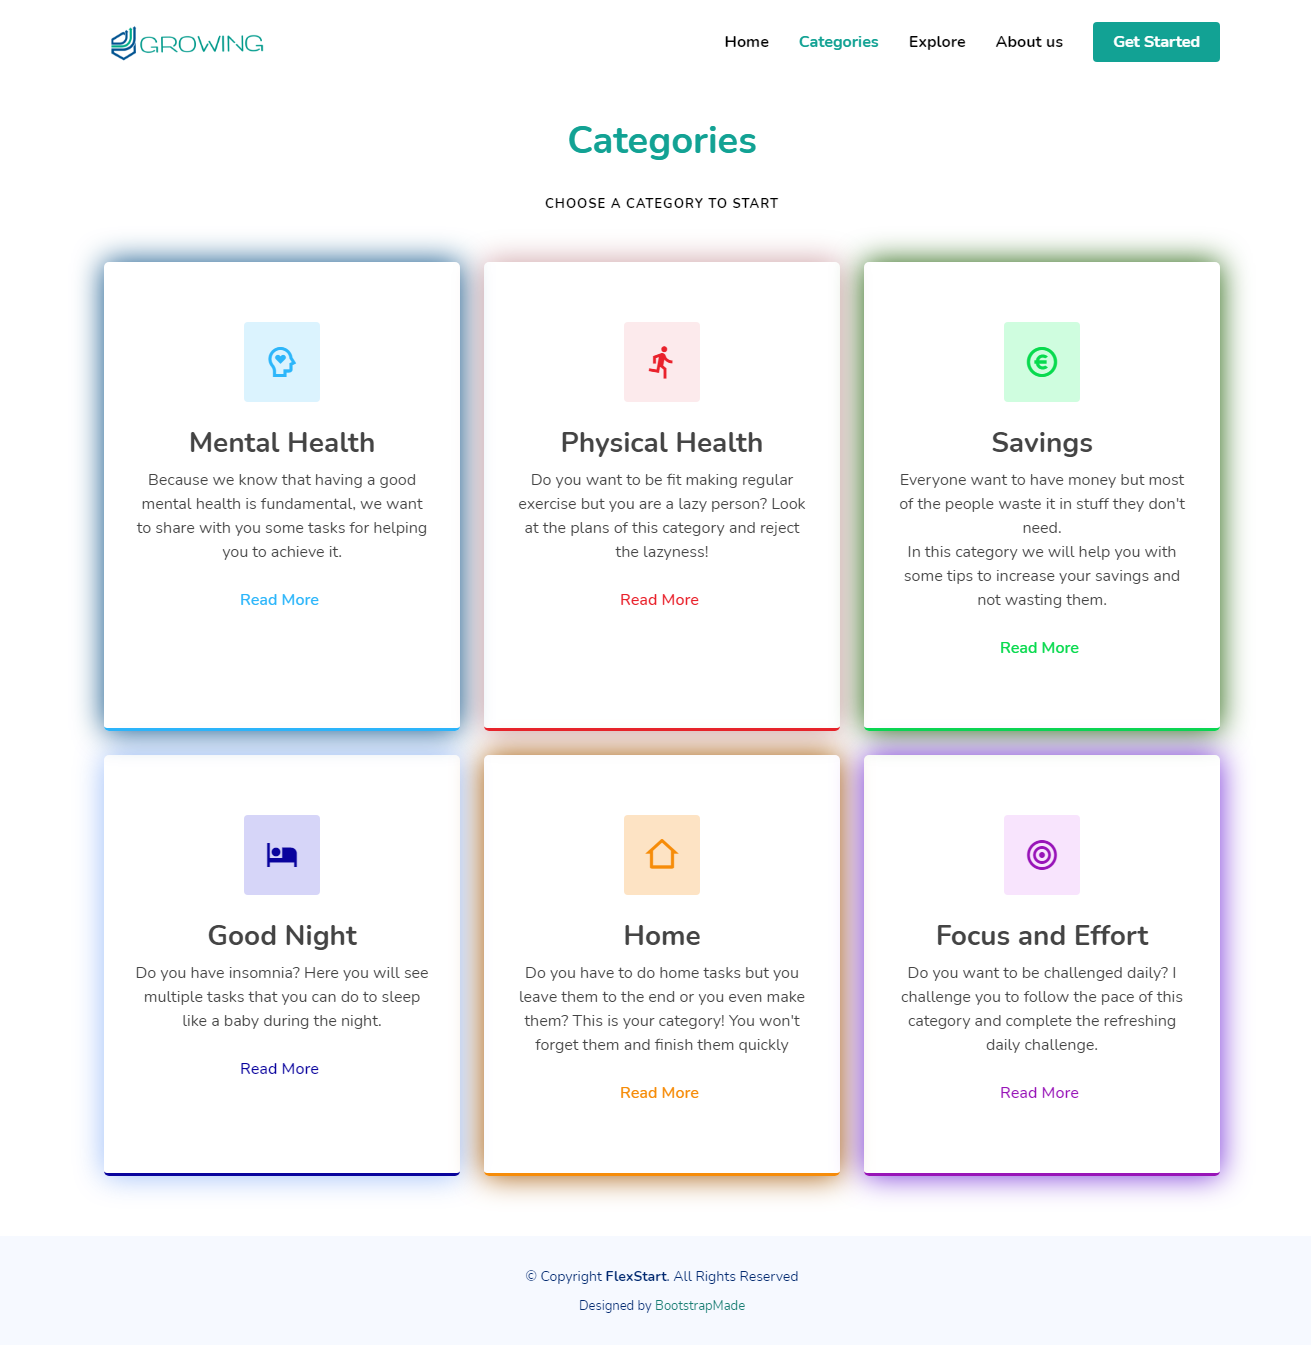 GROWING
Home
Categories
Explore
About us
Get Started
Categories
CHOOSE A CATEGORY TO START
Mental Health
Because we know that having a good
mental health is fundamental, we want
to share with you some tasks for helping
you to achieve it.
Read More
Physical Health
Do you want to be fit making regular
exercise but you are a lazy person? Look
at the plans of this category and reject
the lazyness!
Read More
Savings
Everyone want to have money but most
of the people waste it in stuff they don't
need.
In this category we will help you with
some tips to increase your savings and
not wasting them.
Read More
Good Night
Do you have insomnia? Here you will see
multiple tasks that you can do to sleep
like a baby during the night.
Read More
Home
Do you have to do home tasks but you
leave them to the end or you even make
them? This is your category! You won't
forget them and finish them quickly
Read More
Focus and Effort
Do you want to be challenged daily? I
challenge you to follow the pace of this
category and complete the refreshing
daily challenge.
Read More
© Copyright FlexStart. All Rights Reserved
Designed by BootstrapMade